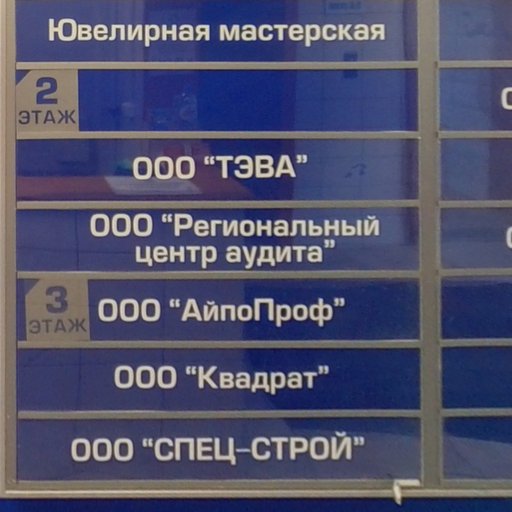 Ювелирная мастерская
2
ЭТАЖ
ООО “ТЭВА”
ООО “Региональный
центр аудита”
3
ЭТАЖ
ООО “АйпоПроф”
ООО “Квадрат”
ООО “СПЕЦ-СТРОЙ”